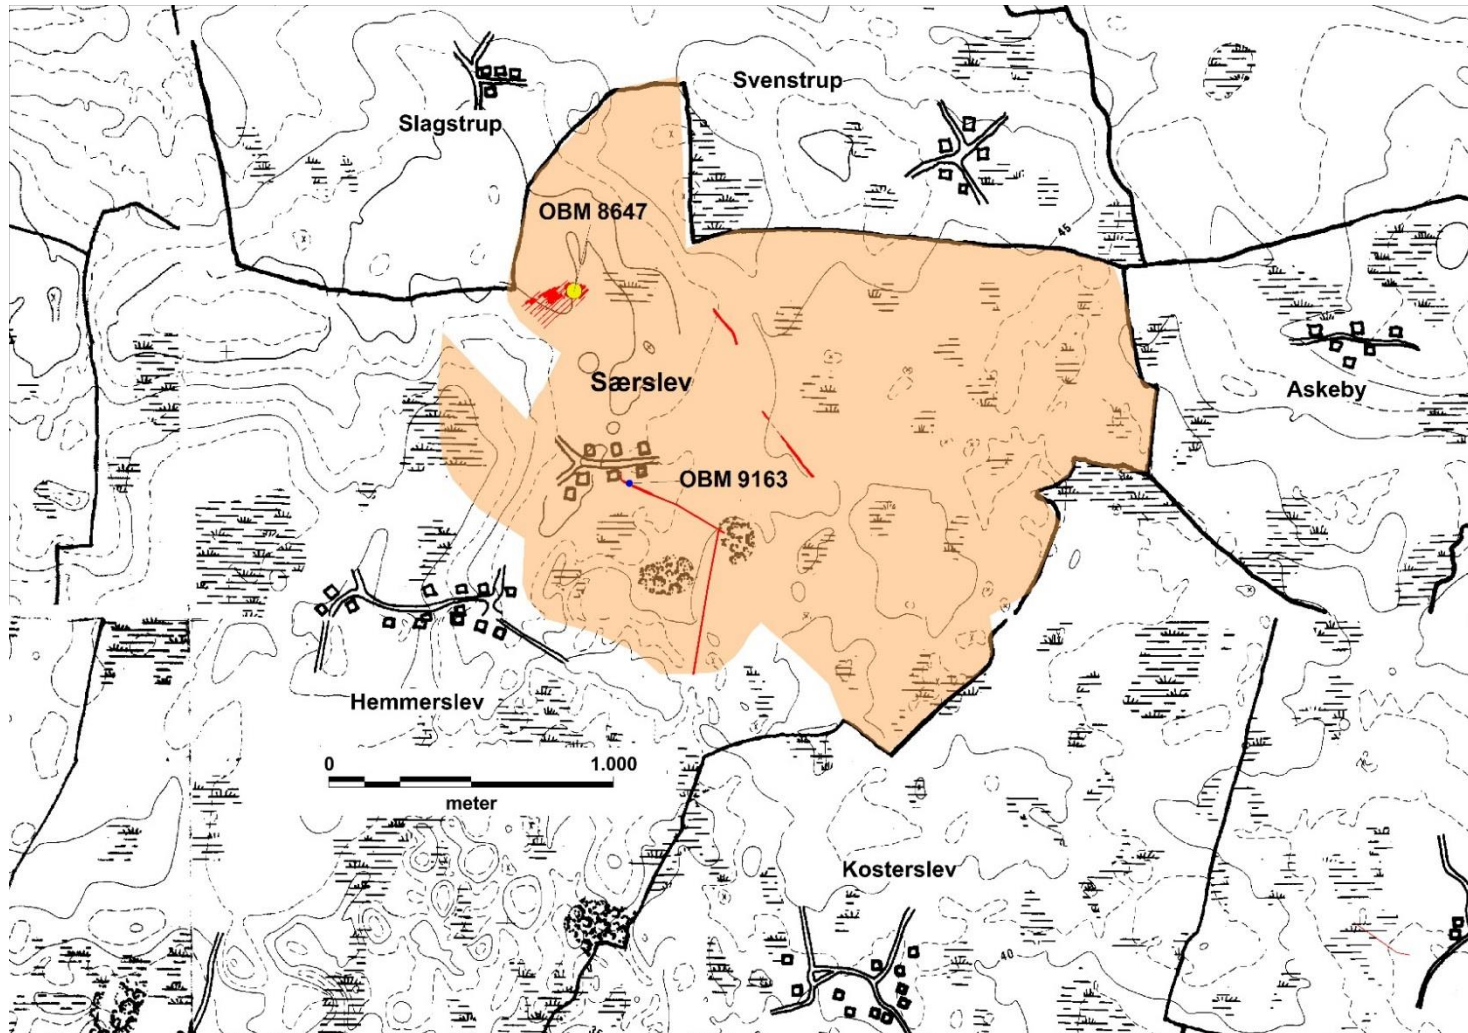 Svenstrup
Slagstrup
OBM 8647
45
Særslev
Askeby
OBM 9163
Hemmerslev
0 1.000
meter
Kosterslev
40